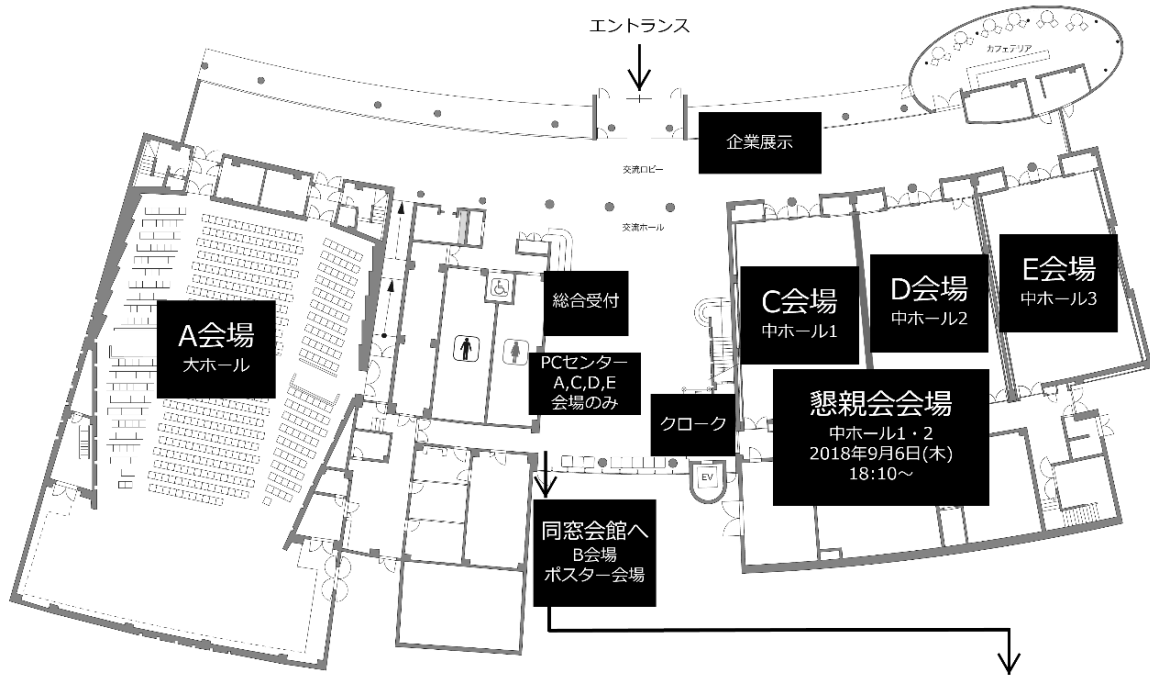 エントランス
カフェテリア
企業展示
交流ロビー
交流ホール
総合受付
PCセンター
A,C,D,E
会場のみ
クローク
EV
A会場
大ホール
C会場
中ホール1
D会場
中ホール2
E会場
中ホール3
懇親会会場
中ホール1・2
2018年9月6日(木)
18:10～
同窓会館へ
B会場
ポスター会場